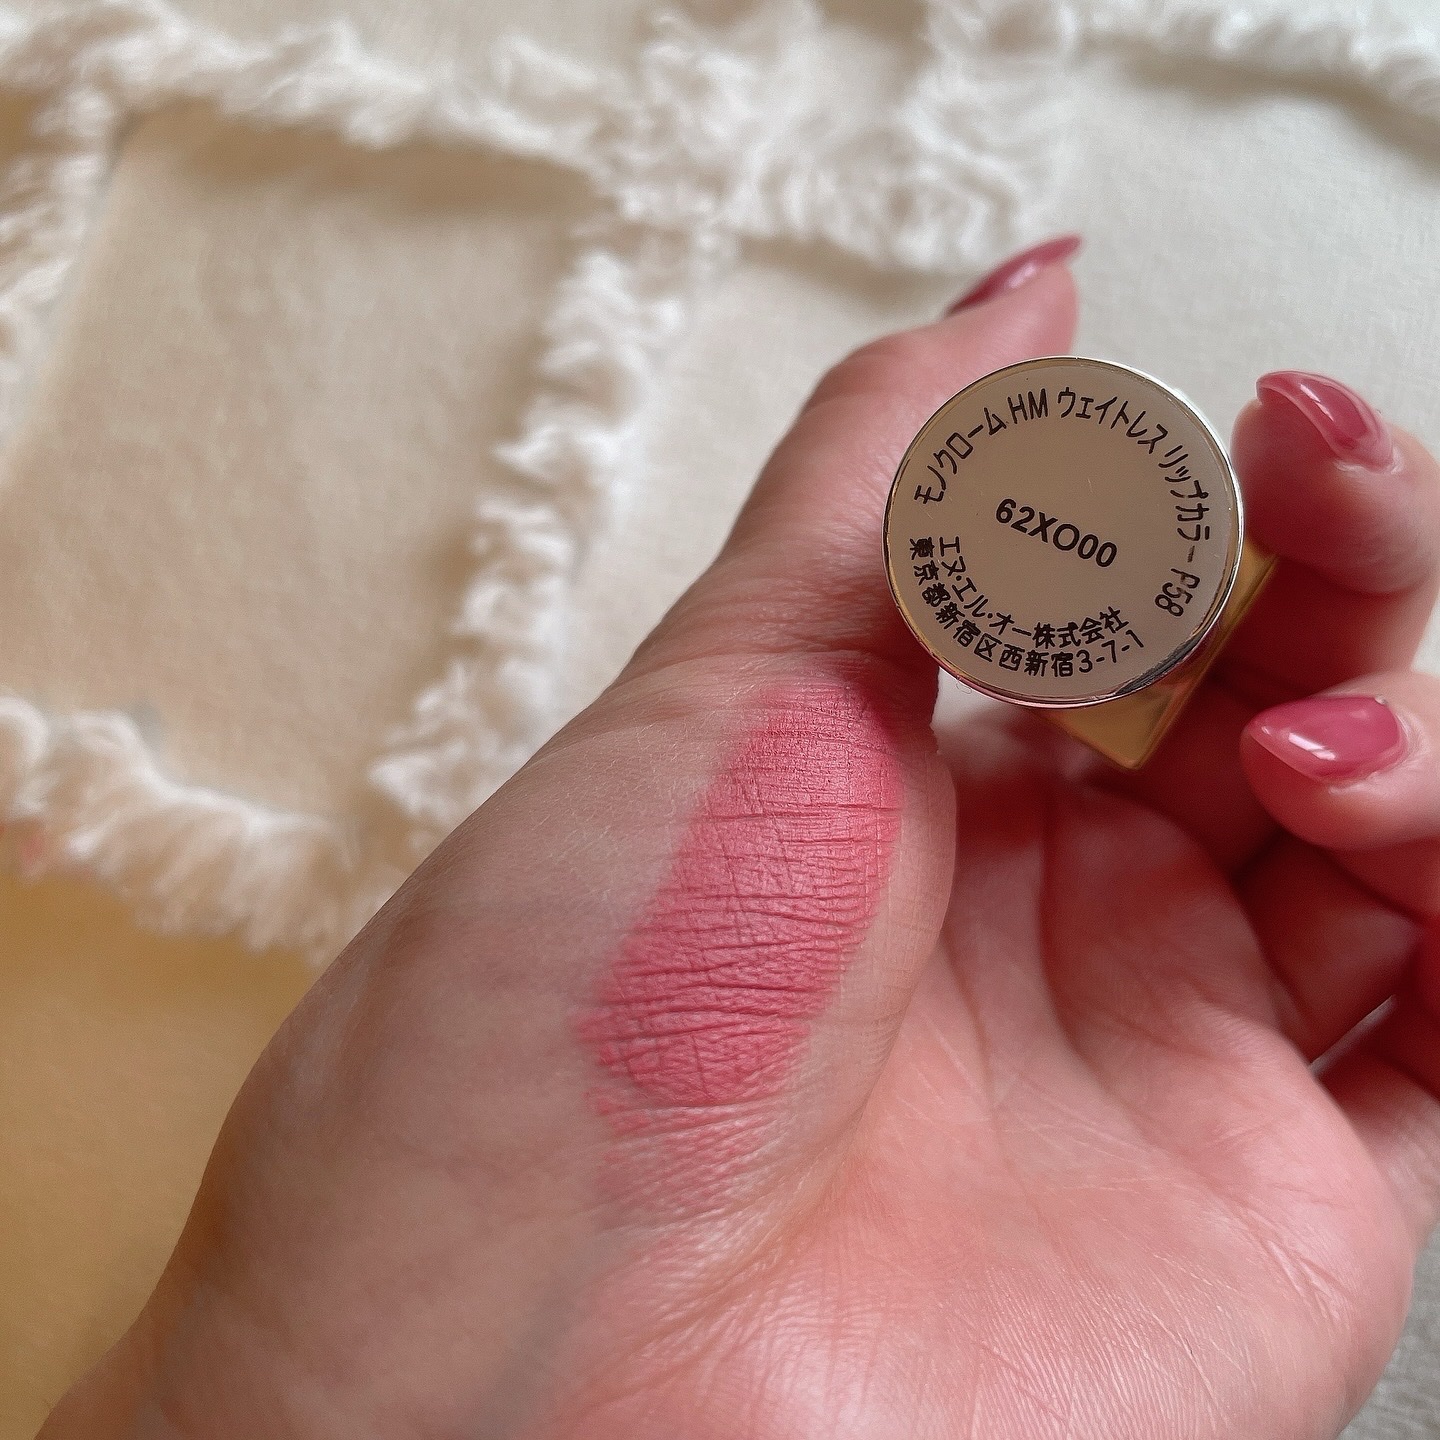 モノクローム HM ウェイトレス リップカラー P58
62XO00
エヌ･エル･オー株式会社
東京都新宿区西新宿3-7-1